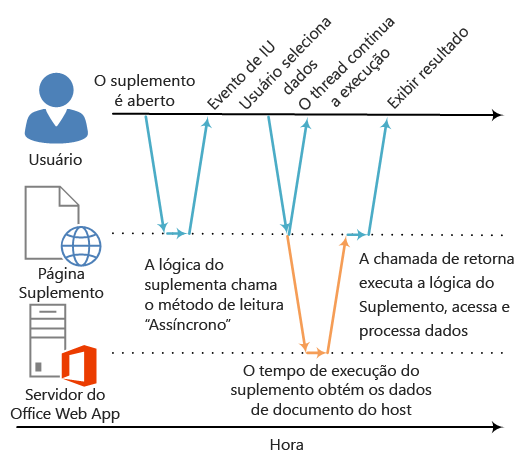 O suplemento
é aberto
Evento de IU
Usuário seleciona
dados
O thread continua
a execução
Exibir resultado
Usuário
Página
Suplemento
A lógica do
suplementa chama
o método de leitura
“Assíncrono”
A chamada de retorna
executa a lógica do
Suplemento, acessa e
processa dados
Servidor do
Office Web App
O tempo de execução do
suplemento obtém os dados
de documento do host
Hora